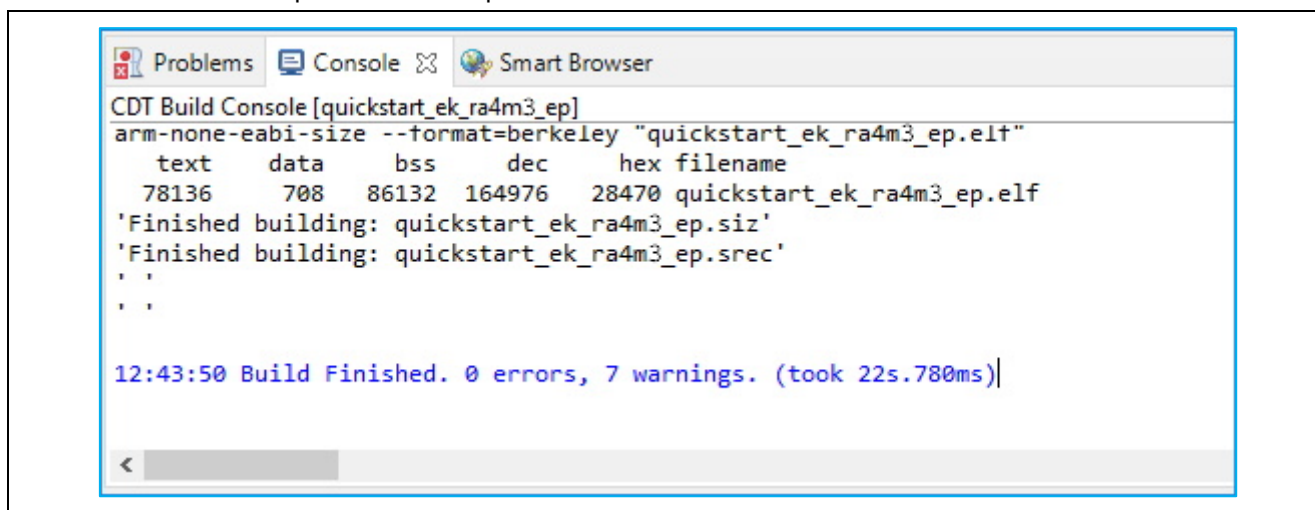 Problems Console Smart Browser
CDT Build Console [quickstart_ek_ra4m3_ep]
arm-none-eabi-size --format=berkeley "quickstart_ek_ra4m3_ep.elf"
   text    data     bss     dec     hex filename
  78136     708   86132  164976   28470 quickstart_ek_ra4m3_ep.elf
'Finished building: quickstart_ek_ra4m3_ep.siz'
'Finished building: quickstart_ek_ra4m3_ep.srec'
' '
' '
12:43:50 Build Finished. 0 errors, 7 warnings. (took 22s.780ms)